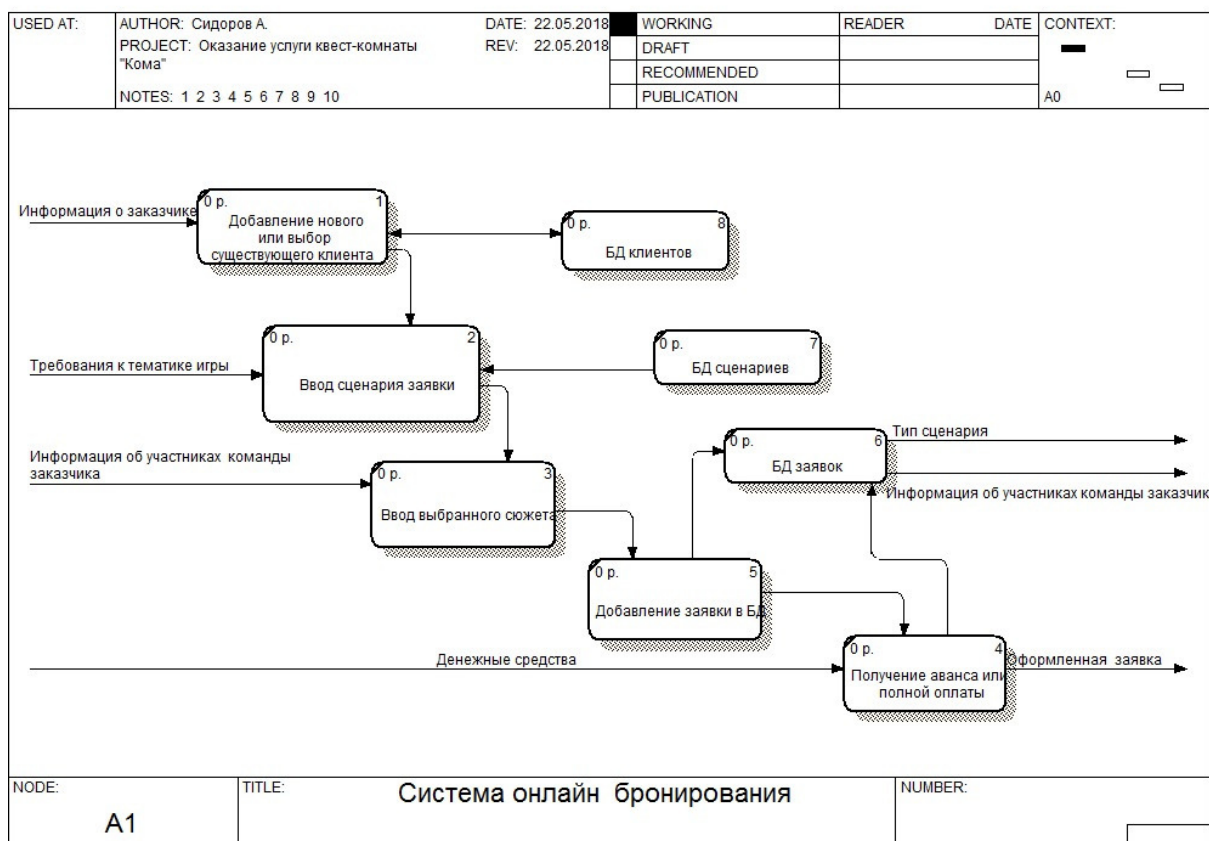 USED AT:
AUTHOR: Сидоров А.
DATE: 22.05.2018
WORKING
READER
DATE
CONTEXT:
PROJECT: Оказание услуги квест-комнаты
"Кома"
REV: 22.05.2018
DRAFT
RECOMMENDED
NOTES: 1 2 3 4 5 6 7 8 9 10
PUBLICATION
A0
Информация о заказчике
0 р.
1
Добавление нового
или выбор
существующего клиента
0 р.
8
БД клиентов
Требования к тематике игры
0 р.
2
Ввод сценария заявки
0 р.
7
БД сценариев
Информация об участниках команды
заказчика
0 р.
3
Ввод выбранного сюжета
0 р.
6
БД заявок
Тип сценария
Информация об участниках команды заказчик
0 р.
5
Добавление заявки в БД
Денежные средства
0 р.
4
Получение аванса или
полной оплаты
Оформленная заявка
NODE:
A1
TITLE:
Система онлайн бронирования
NUMBER: